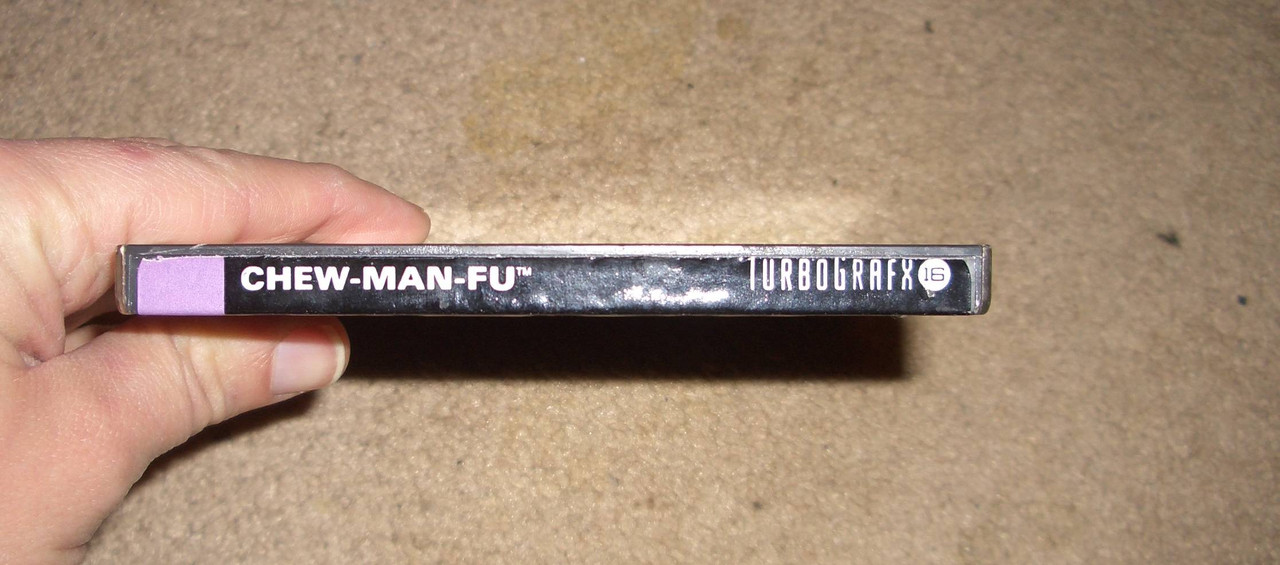 CHEW-MAN-FU™ TURBOGRAFX 16